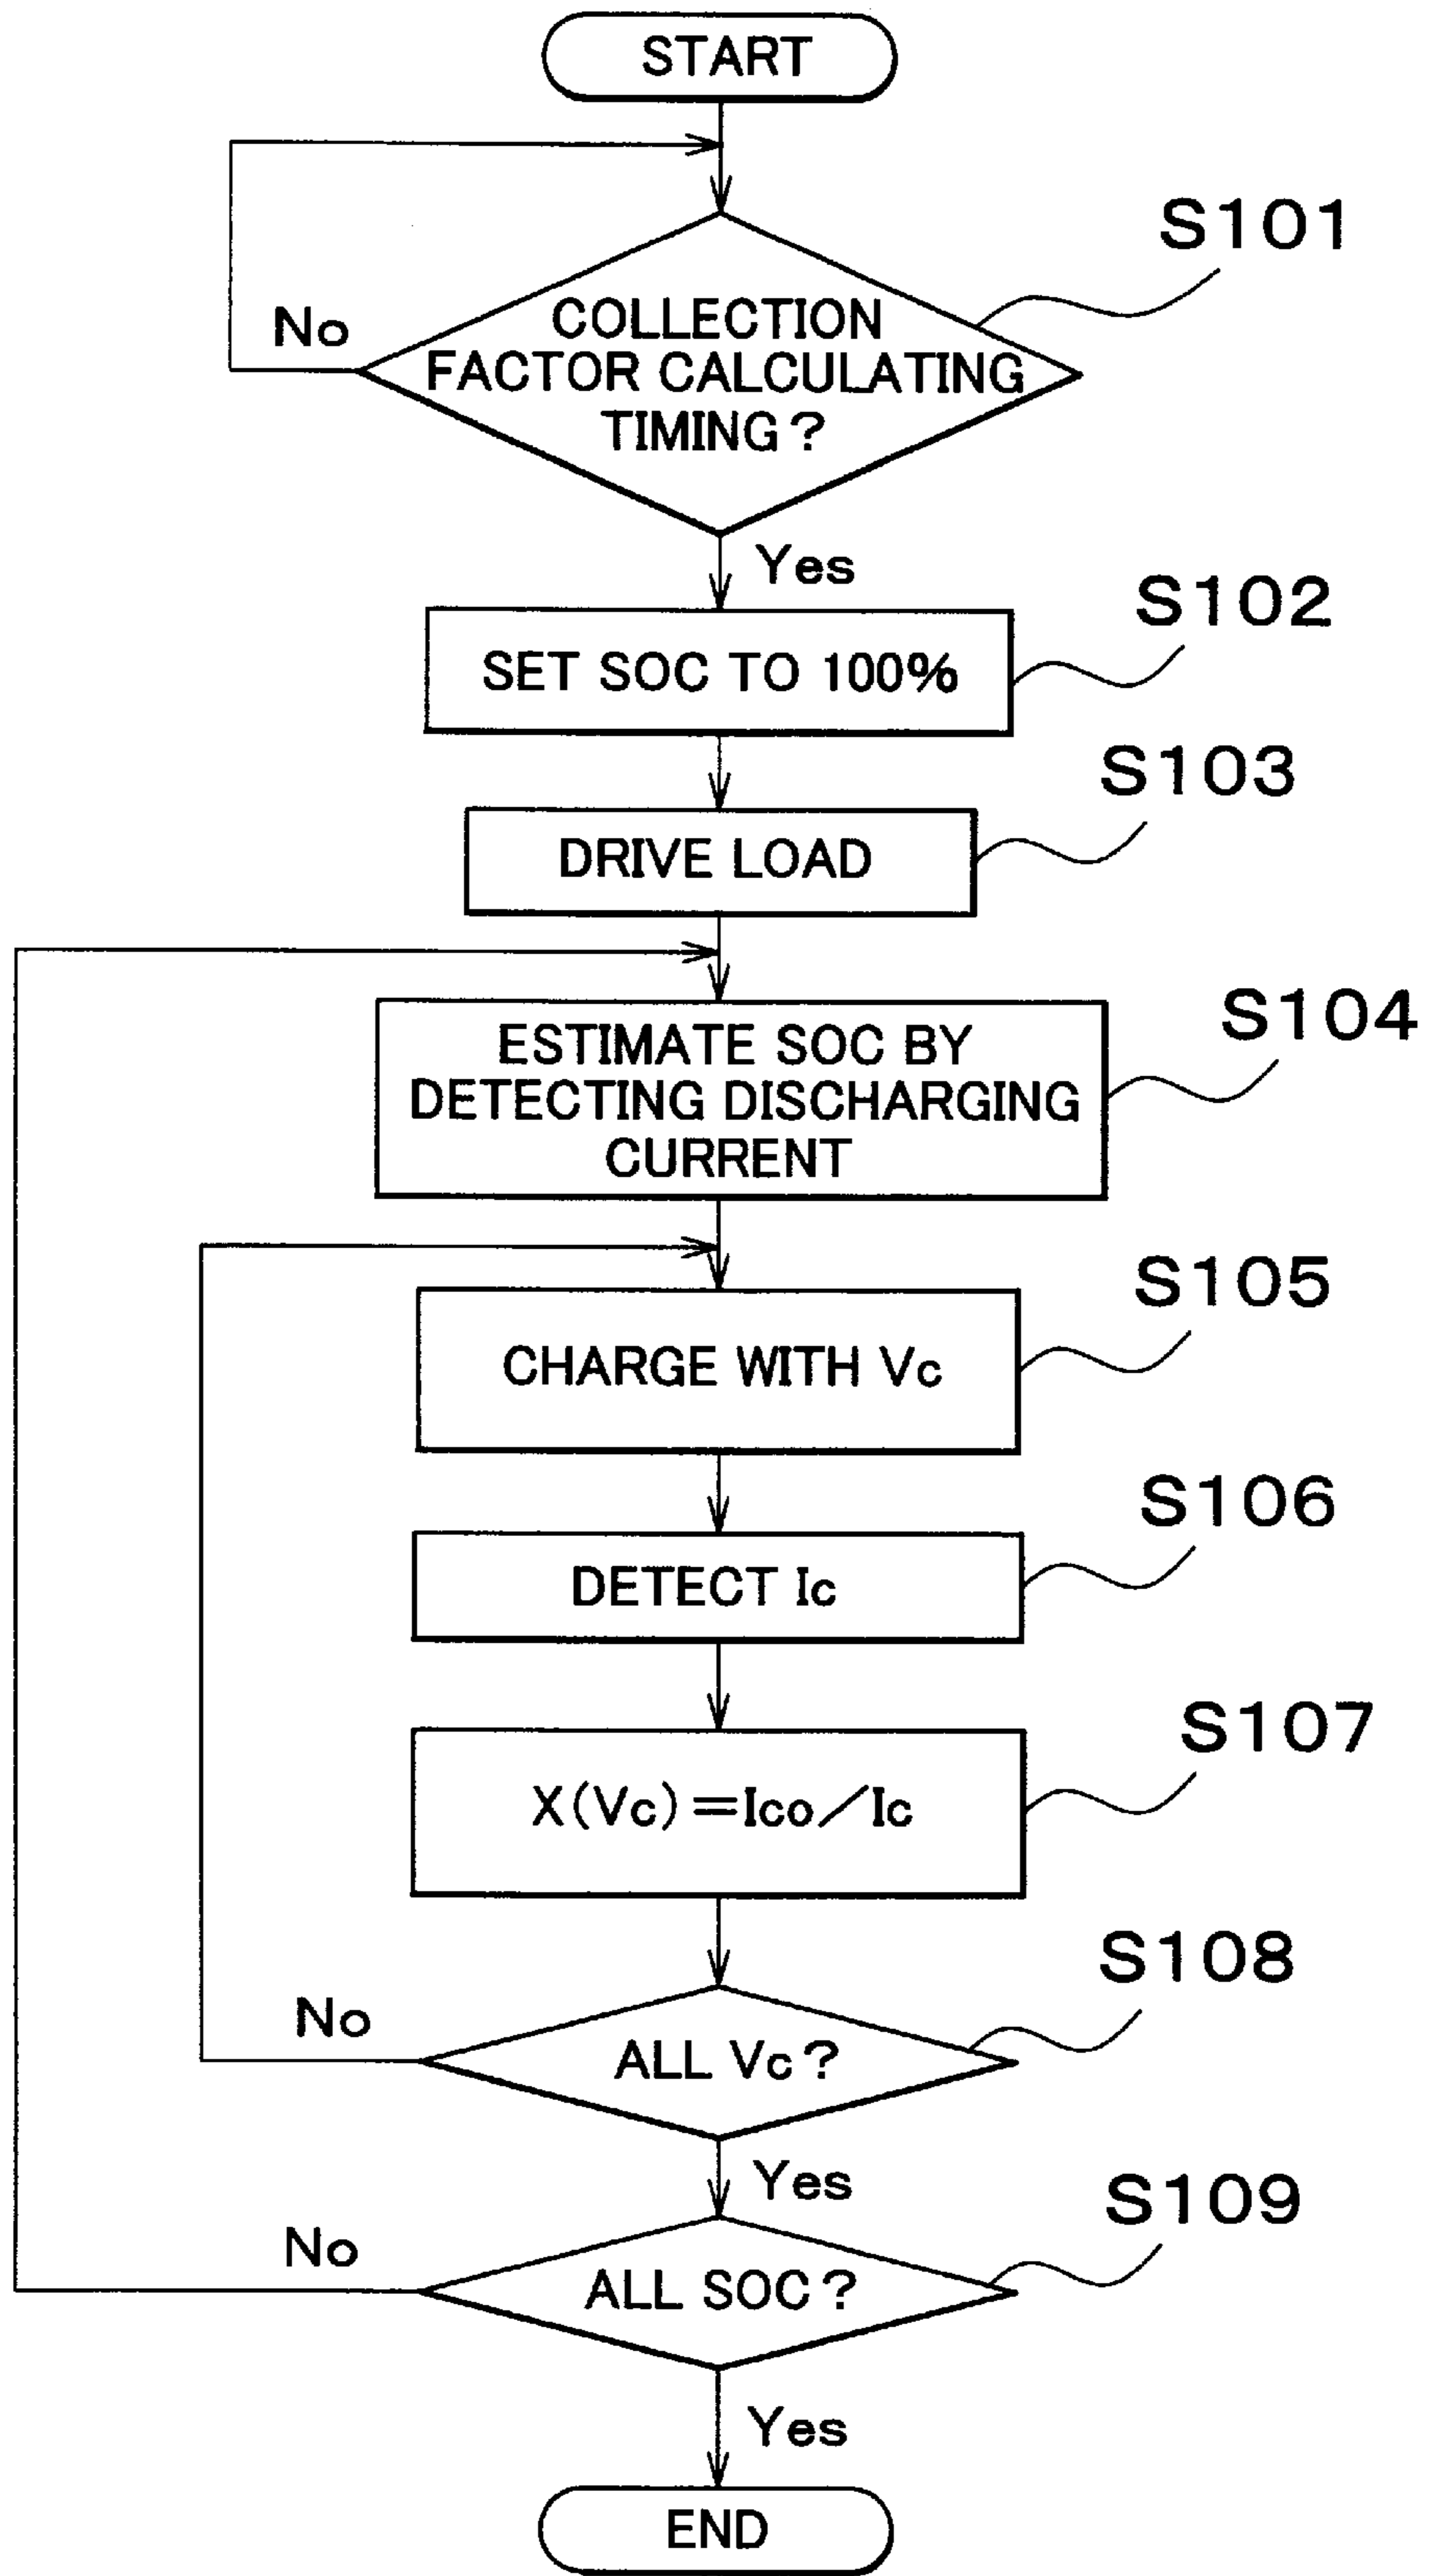 START
S101
COLLECTION
FACTOR CALCULATING
TIMING?
No
Yes
S102
SET SOC TO 100%
S103
DRIVE LOAD
S104
ESTIMATE SOC BY
DETECTING DISCHARGING
CURRENT
S105
CHARGE WITH Vc
S106
DETECT Ic
S107
X(Vc)=Ico/Ic
S108
No
ALL Vc?
Yes
S109
No
ALL SOC?
Yes
END